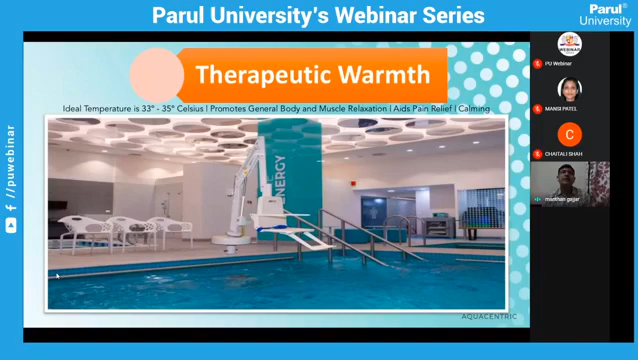 Parul University's Webinar Series
Parul®
University
Therapeutic Warmth
Ideal Temperature is 33° - 35° Celsius | Promotes General Body and Muscle Relaxation | Aids Pain Relief | Calming
ENERGY
AQUACENTRIC
//puwebinar
WEBINAR
PU Webinar
MANSI PATEL
C
CHAITALI SHAH
manthan gajjar